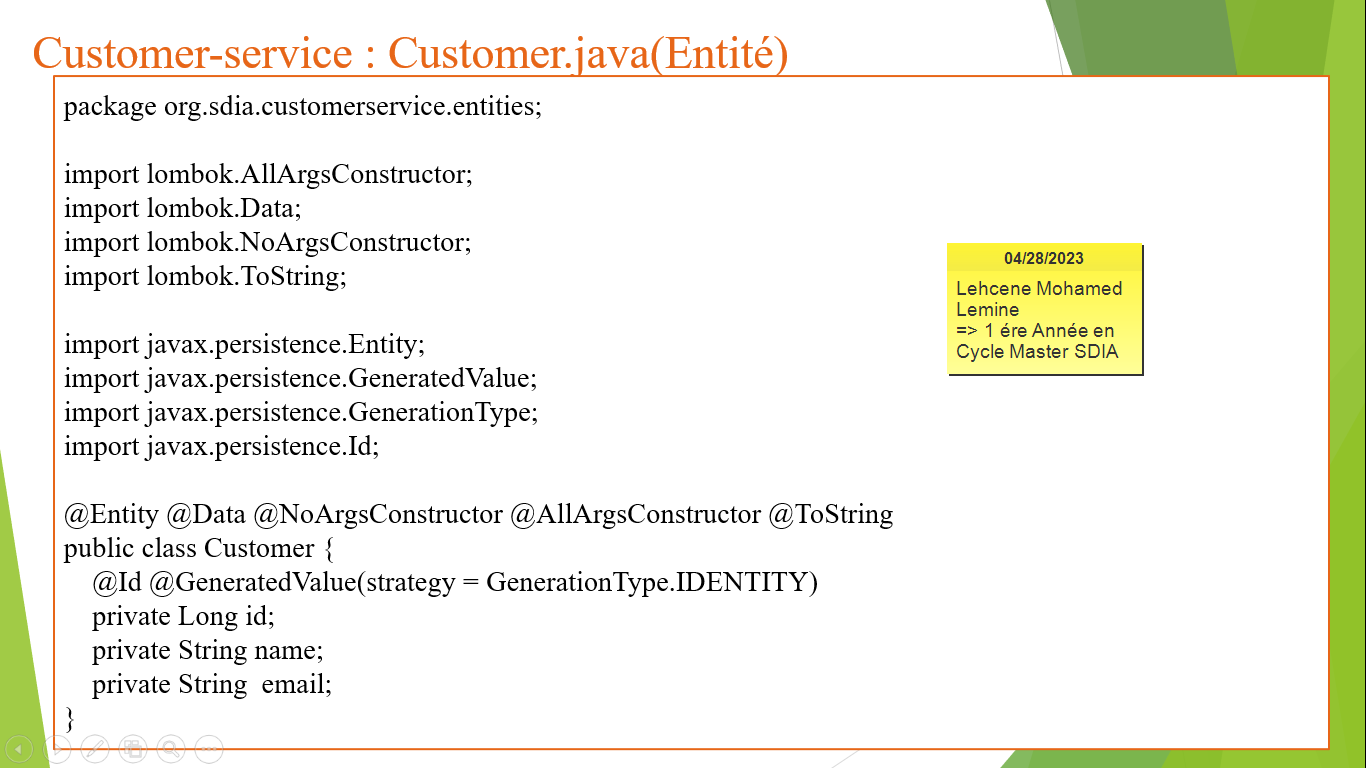 Customer-service : Customer.java(Entité)
package org.sdia.customerservice.entities;
import lombok.AllArgsConstructor;
import lombok.Data;
import lombok.NoArgsConstructor;
import lombok.ToString;
import javax.persistence.Entity;
import javax.persistence.GeneratedValue;
import javax.persistence.GenerationType;
import javax.persistence.Id;
@Entity @Data @NoArgsConstructor @AllArgsConstructor @ToString
public class Customer {
@Id @GeneratedValue(strategy = GenerationType.IDENTITY)
private Long id;
private String name;
private String  email;
}
04/28/2023
Lehcene Mohamed
Lemine
=> 1 ére Année en
Cycle Master SDIA